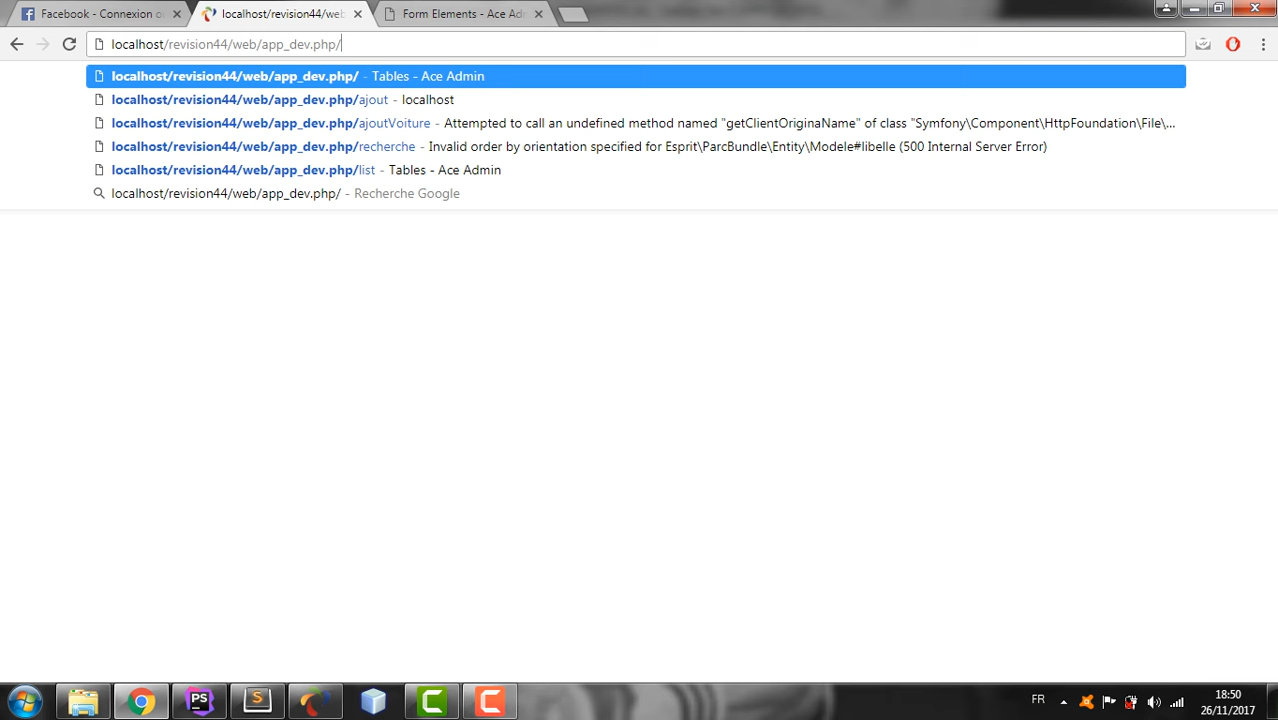 Facebook - Connexion o
localhost/revision44/web
Form Elements - Ace Ad
localhost/revision44/web/app_dev.php/
localhost/revision44/web/app_dev.php/ - Tables - Ace Admin
localhost/revision44/web/app_dev.php/ajout - localhost
localhost/revision44/web/app_dev.php/ajoutVoiture - Attempted to call an undefined method named "getClientOriginaName" of class "Symfony\Component\HttpFoundation\File\...
localhost/revision44/web/app_dev.php/recherche - Invalid order by orientation specified for Esprit\ParcBundle\Entity\Modele#libelle (500 Internal Server Error)
localhost/revision44/web/app_dev.php/list - Tables - Ace Admin
localhost/revision44/web/app_dev.php/ - Recherche Google
PS
S
C
C
FR
18:50
26/11/2017